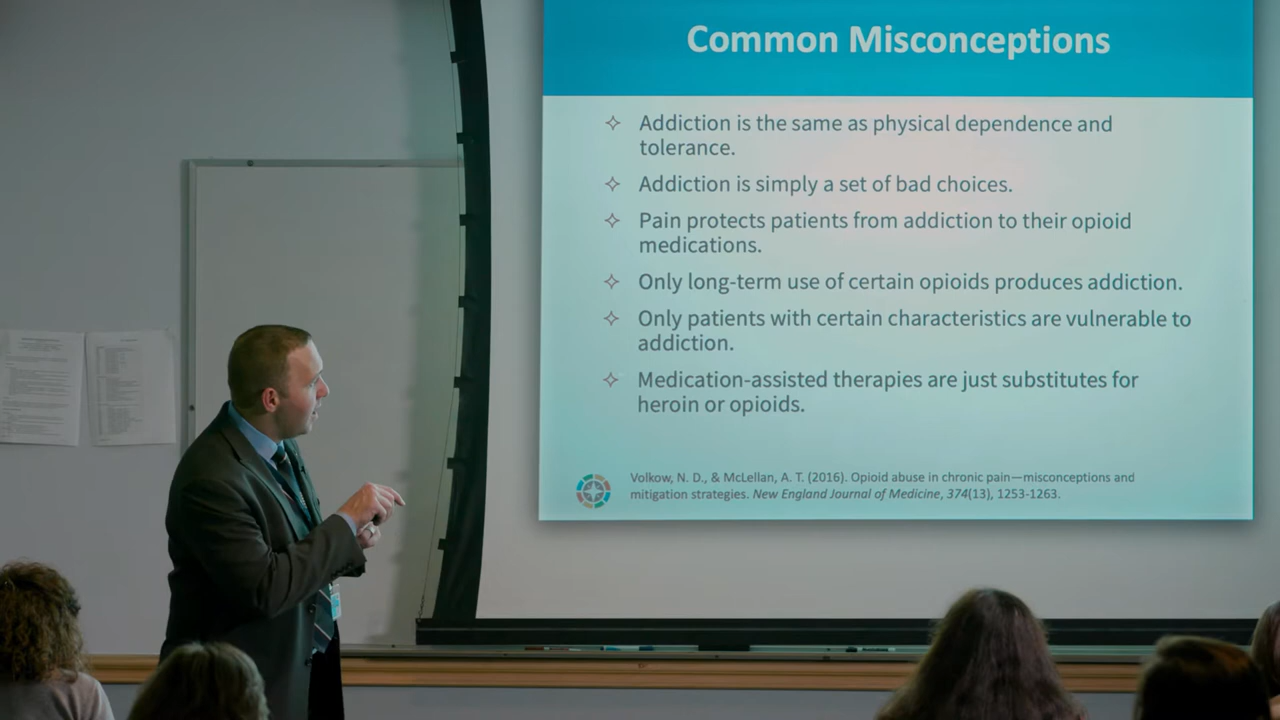 Common Misconceptions
✧ Addiction is the same as physical dependence and
tolerance.
✧ Addiction is simply a set of bad choices.
✧ Pain protects patients from addiction to their opioid
medications.
✧ Only long-term use of certain opioids produces addiction.
✧ Only patients with certain characteristics are vulnerable to
addiction.
✧ Medication-assisted therapies are just substitutes for
heroin or opioids.
Volkow, N. D., & McLellan, A. T. (2016). Opioid abuse in chronic pain—misconceptions and
mitigation strategies. New England Journal of Medicine, 374(13), 1253-1263.